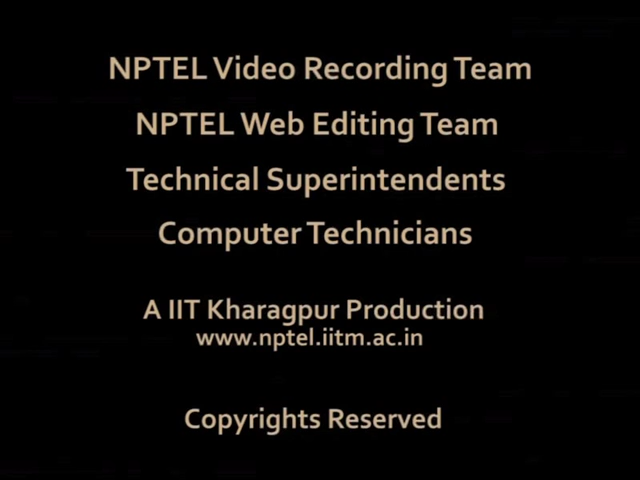 NPTEL Video Recording Team
NPTEL Web Editing Team
Technical Superintendents
Computer Technicians
A IIT Kharagpur Production
www.nptel.iitm.ac.in
Copyrights Reserved